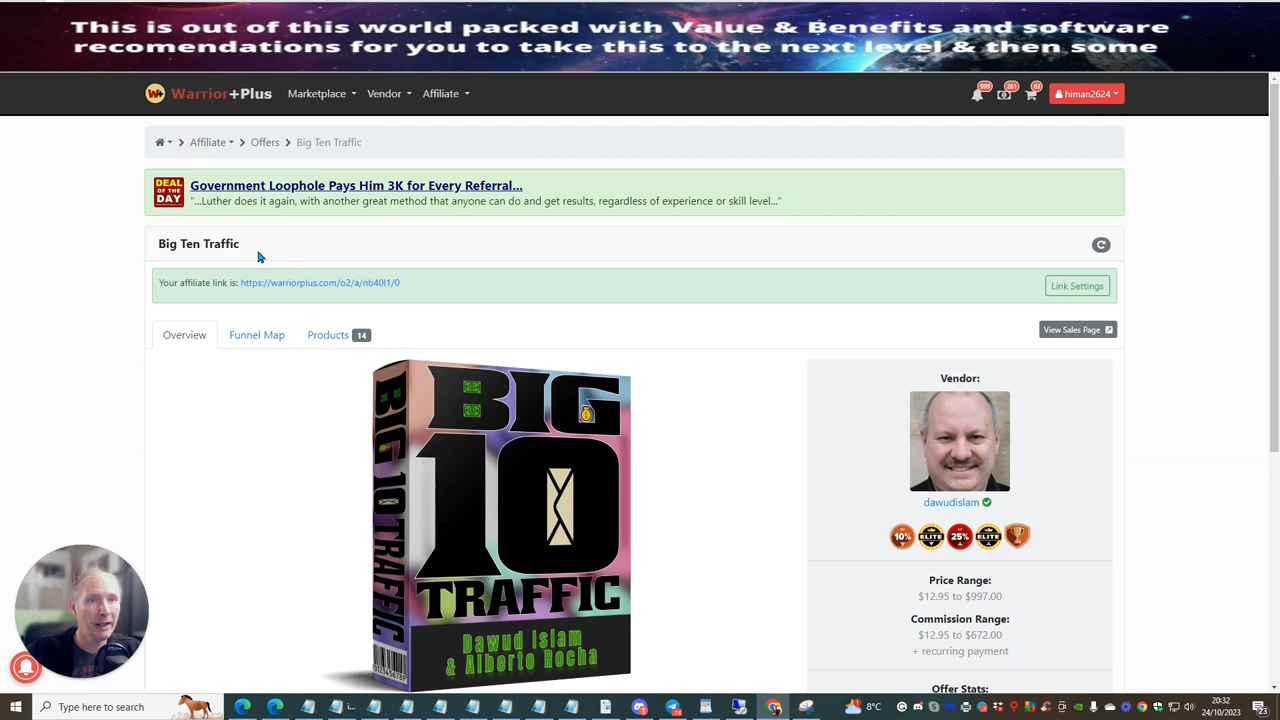 This is out of this world packed with Value & Benefits and software
recomendations for you to take this to the next level & then some
W+ Warrior+Plus Marketplace Vendor Affiliate 999 261 63 himan2624
Affiliate Offers Big Ten Traffic
DEAL OF THE DAY
Government Loophole Pays Him 3K for Every Referral...
"...Luther does it again, with another great method that anyone can do and get results, regardless of experience or skill level..."
Big Ten Traffic
Your affiliate link is: https://warriorplus.com/o2/a/nb40l1/0 Link Settings
Overview Funnel Map Products 14 View Sales Page
BIG
10
TRAFFIC
Dawud Islam
& Alberto Rocha
BIG 10 TRAFFIC
Vendor:
dawudislam
10% ELITE 25% ELITE
Price Range:
$12.95 to $997.00
Commission Range:
$12.95 to $672.00
+ recurring payment
Offer Stats:
Type here to search
8°C
20:32
24/10/2023
23